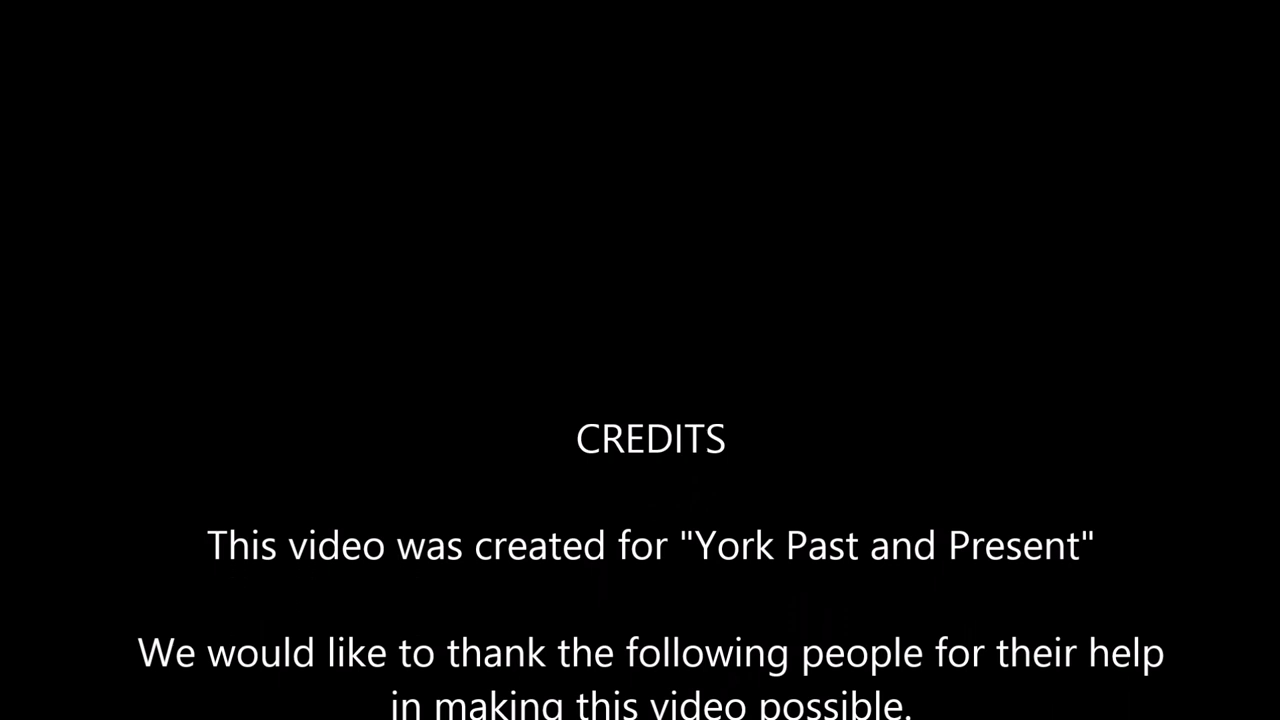 CREDITS
This video was created for "York Past and Present"
We would like to thank the following people for their help
in making this video possible.